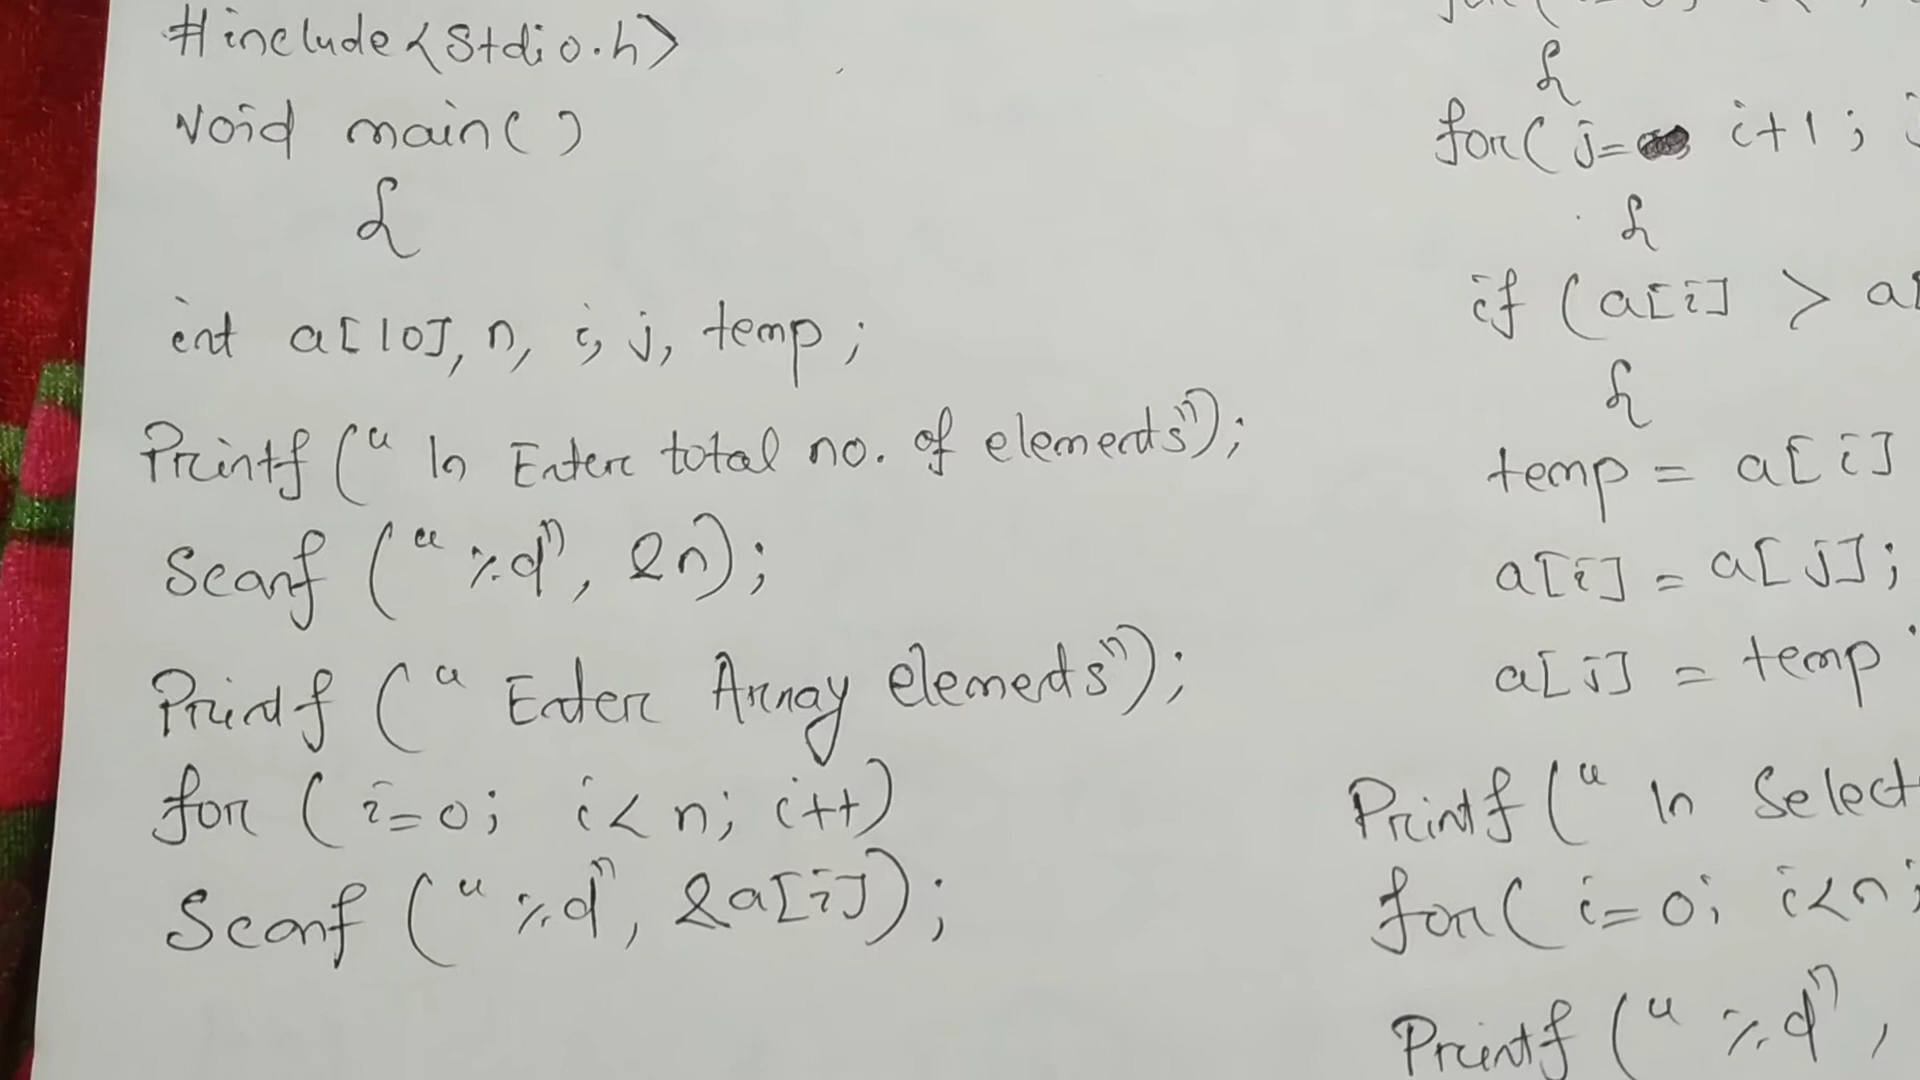 #include<Stdio.h>
void main()
{
int a[10], n, i, j, temp;
Printf (" \n Enter total no. of elements");
Scanf ("%d", &n);
Printf (" Enter Array elements");
for ( i=0; i<n; i++)
Scanf ("%d", &a[i]);
{
for( j= i+1;
{
if (a[i] > a[
{
temp = a[i]
a[i] = a[j];
a[j] = temp
Printf (" \n Select
for( i=0; i<n;
Printf (" %d",